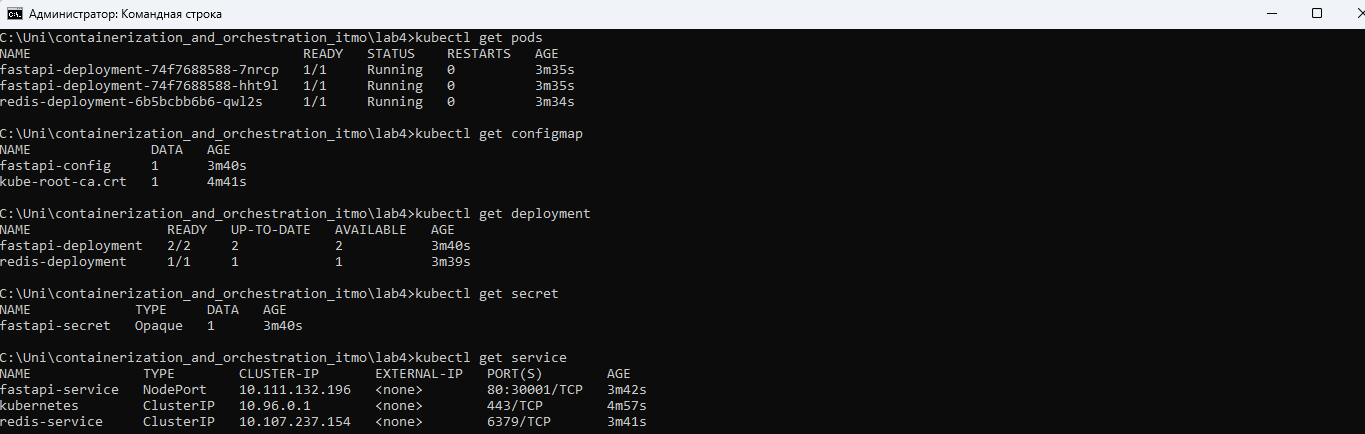 Администратор: Командная строка
C:\Uni\containerization_and_orchestration_itmo\lab4>kubectl get pods
NAME READY STATUS RESTARTS AGE
fastapi-deployment-74f7688588-7nrcp 1/1 Running 0 3m35s
fastapi-deployment-74f7688588-hht9l 1/1 Running 0 3m35s
redis-deployment-6b5bcbb6b6-qwl2s 1/1 Running 0 3m34s
C:\Uni\containerization_and_orchestration_itmo\lab4>kubectl get configmap
NAME DATA AGE
fastapi-config 1 3m40s
kube-root-ca.crt 1 4m41s
C:\Uni\containerization_and_orchestration_itmo\lab4>kubectl get deployment
NAME READY UP-TO-DATE AVAILABLE AGE
fastapi-deployment 2/2 2 2 3m40s
redis-deployment 1/1 1 1 3m39s
C:\Uni\containerization_and_orchestration_itmo\lab4>kubectl get secret
NAME TYPE DATA AGE
fastapi-secret Opaque 1 3m40s
C:\Uni\containerization_and_orchestration_itmo\lab4>kubectl get service
NAME TYPE CLUSTER-IP EXTERNAL-IP PORT(S) AGE
fastapi-service NodePort 10.111.132.196 <none> 80:30001/TCP 3m42s
kubernetes ClusterIP 10.96.0.1 <none> 443/TCP 4m57s
redis-service ClusterIP 10.107.237.154 <none> 6379/TCP 3m41s